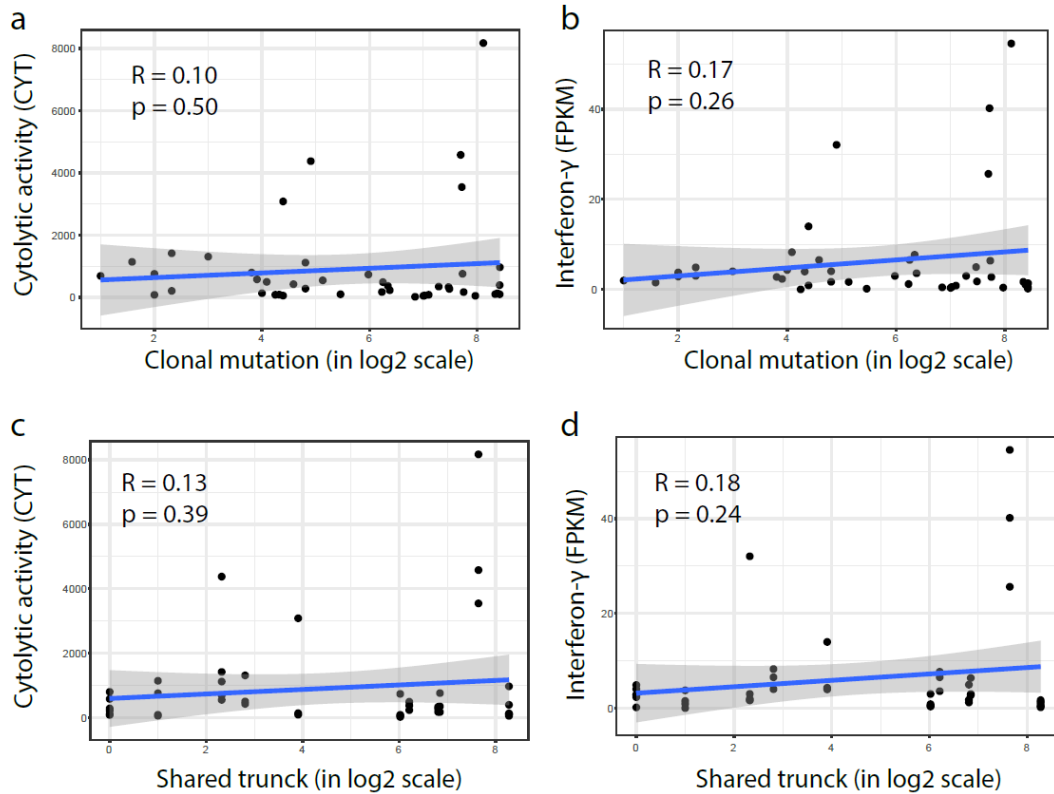 a
Cytolytic activity (CYT)
8000
6000
4000
2000
0
R = 0.10
p = 0.50
2
4
6
8
Clonal mutation (in log2 scale)
b
Interferon-γ (FPKM)
40
20
0
R = 0.17
p = 0.26
2
4
6
8
Clonal mutation (in log2 scale)
c
Cytolytic activity (CYT)
8000
6000
4000
2000
0
R = 0.13
p = 0.39
0
2
4
6
8
Shared trunck (in log2 scale)
d
Interferon-γ (FPKM)
40
20
0
R = 0.18
p = 0.24
0
2
4
6
8
Shared trunck (in log2 scale)